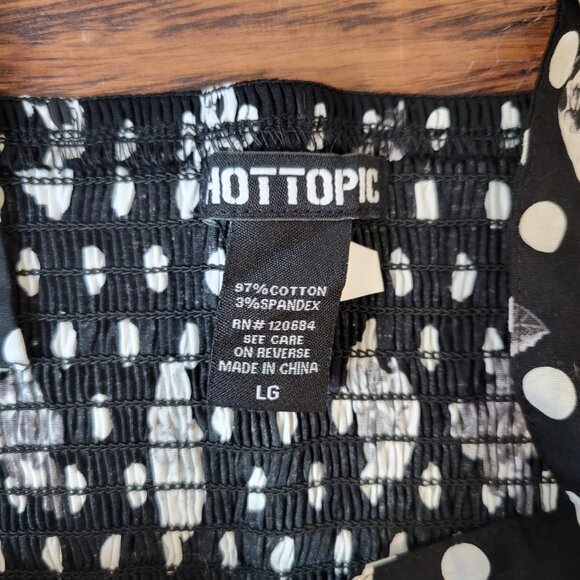 HOTTOPIC
97%COTTON
3%SPANDEX
RN# 120684
SEE CARE
ON REVERSE
MADE IN CHINA
LG